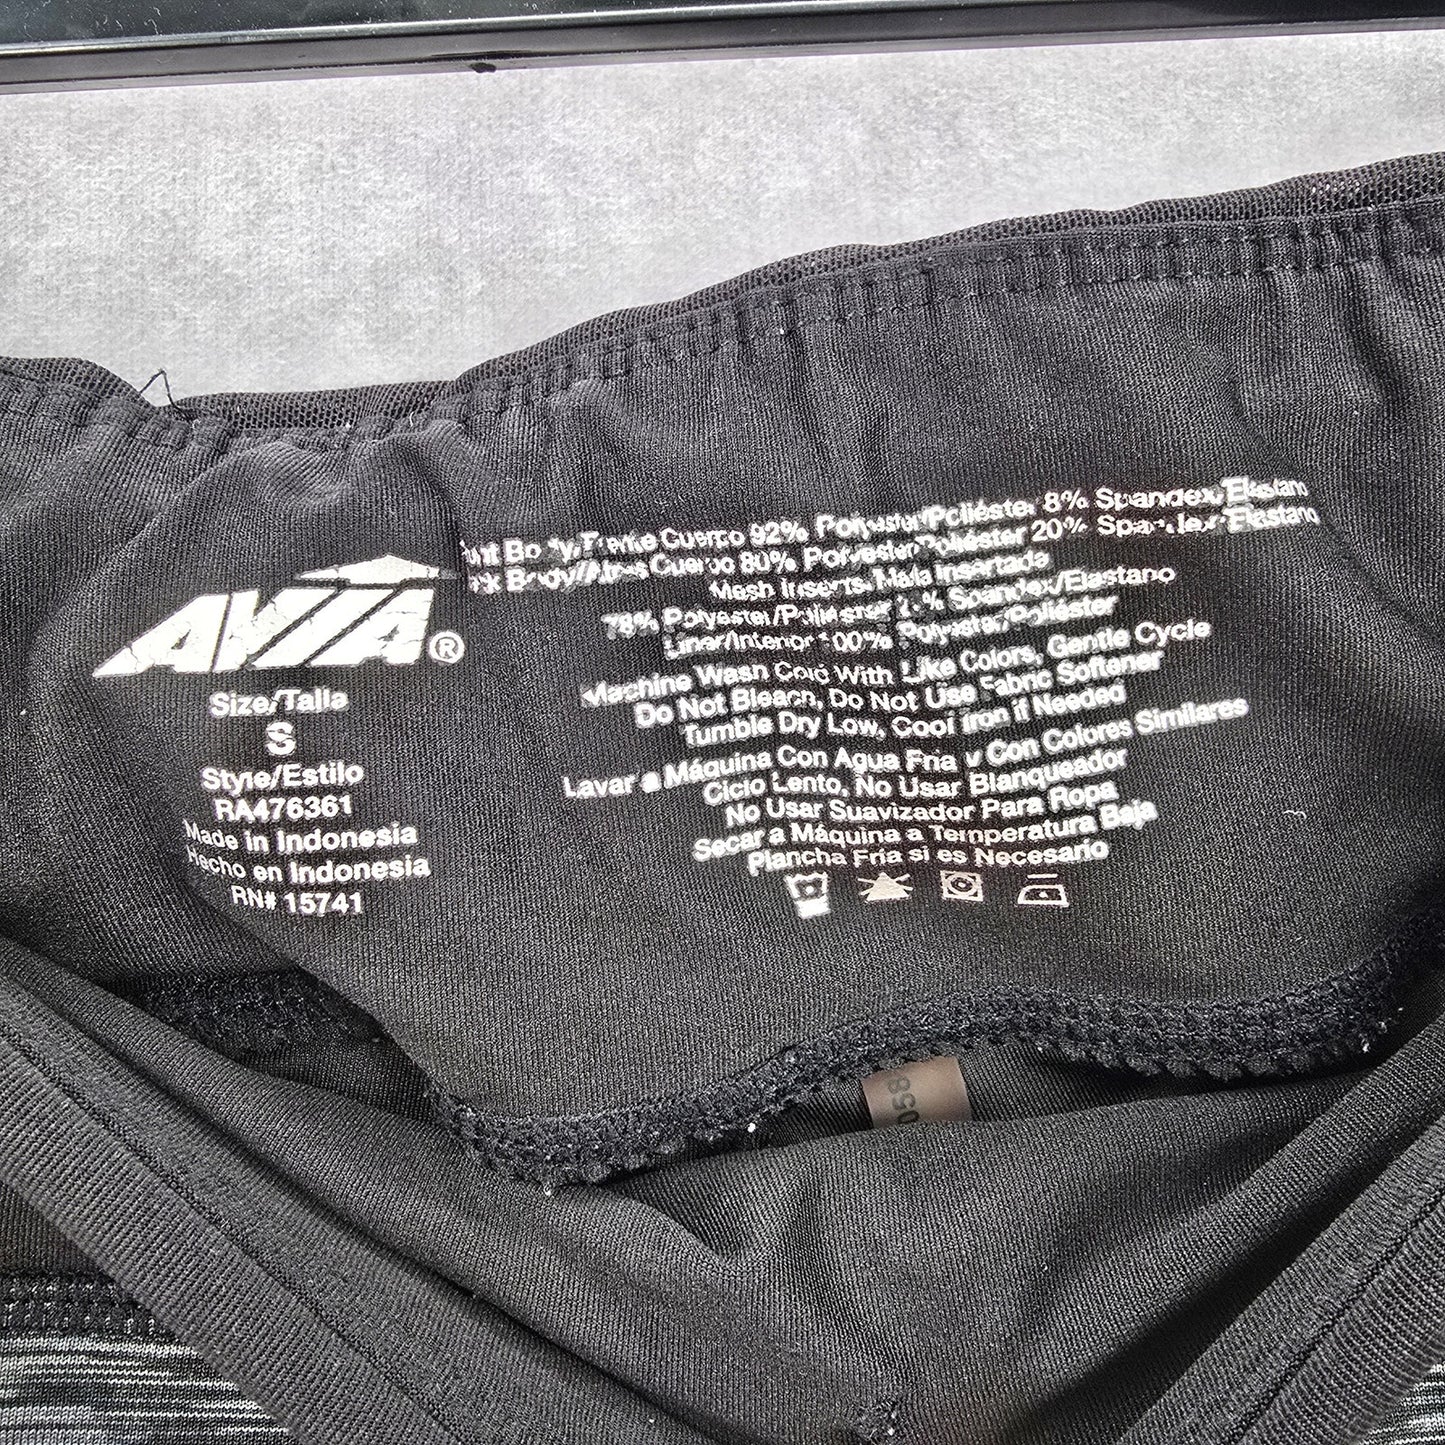 AVIA®
Size/Talla
S
Style/Estilo
RA476361
Made in Indonesia
Hecho en Indonesia
RN# 15741
Cuerpo 92% Polyester/Poliéster 8% Spandex/Elastano
Body/Atrás Cuerpo 80% Polyester/Poliéster 20% Spandex/Elastano
Mesh Inserts/Malla Insertada
78% Polyester/Poliéster Spandex/Elastano
Liner/Interior 100% Polyester/Poliéster
Machine Wash Cold With Like Colors, Gentle Cycle
Do Not Bleach, Do Not Use Fabric Softener
Tumble Dry Low, Cool Iron if Needed
Lavar a Máquina Con Agua Fria y Con Colores Similares
Ciclo Lento, No Usar Blanqueador
No Usar Suavizador Para Ropa
Secar a Máquina a Temperatura Baja
Plancha Fria si es Necesario
058